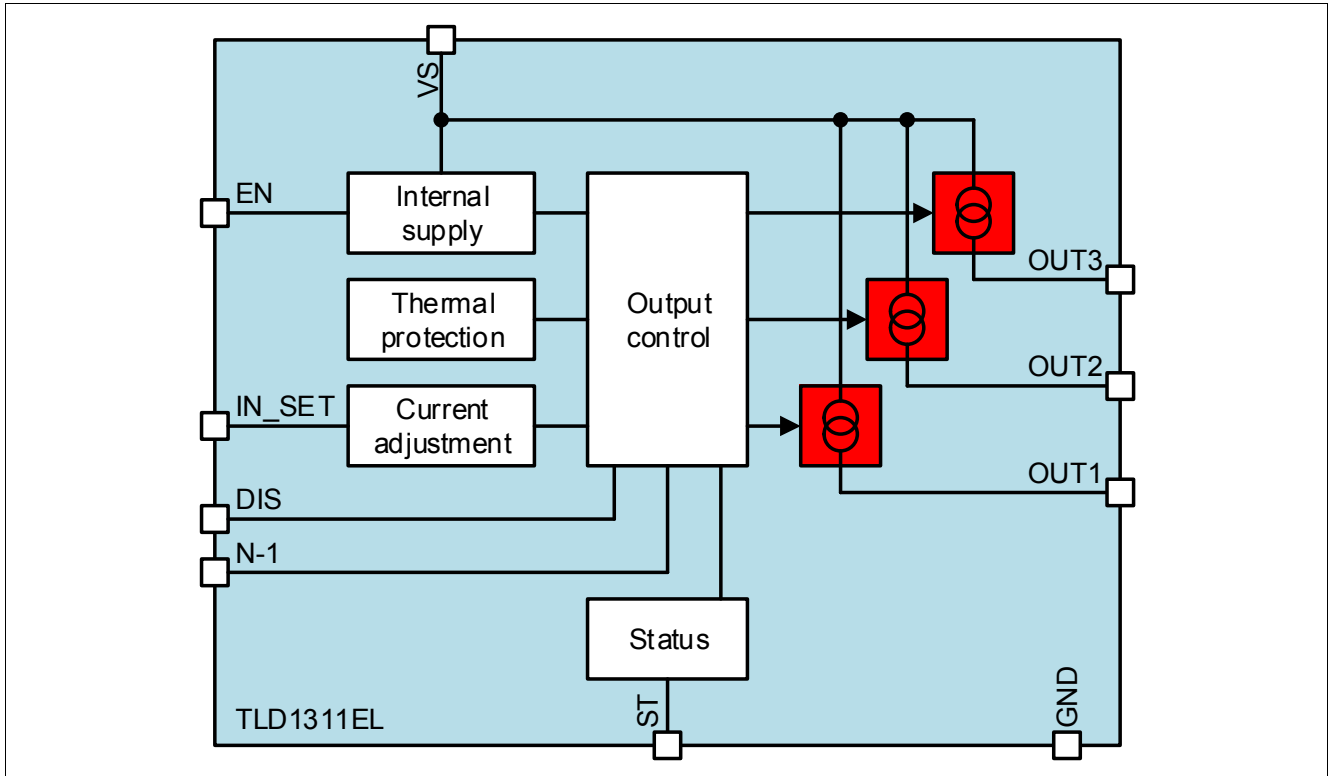 VS
EN
Internal
supply
Thermal
protection
Output
control
OUT3
OUT2
IN_SET
Current
adjustment
OUT1
DIS
N-1
Status
TLD1311EL
ST
GND